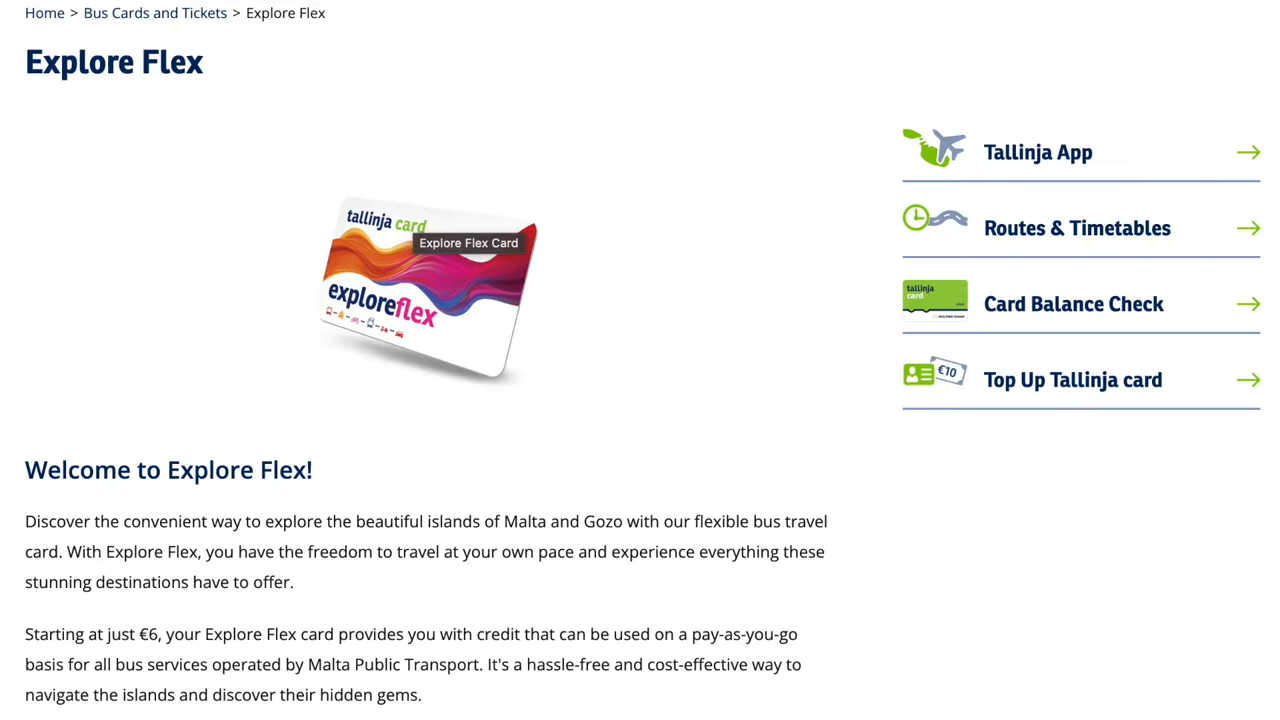 Home > Bus Cards and Tickets > Explore Flex
Explore Flex
tallinja card
Explore Flex Card
exploreflex
Tallinja App
Routes & Timetables
tallinja
card
Card Balance Check
€10
Top Up Tallinja card
Welcome to Explore Flex!
Discover the convenient way to explore the beautiful islands of Malta and Gozo with our flexible bus travel
card. With Explore Flex, you have the freedom to travel at your own pace and experience everything these
stunning destinations have to offer.
Starting at just €6, your Explore Flex card provides you with credit that can be used on a pay-as-you-go
basis for all bus services operated by Malta Public Transport. It's a hassle-free and cost-effective way to
navigate the islands and discover their hidden gems.